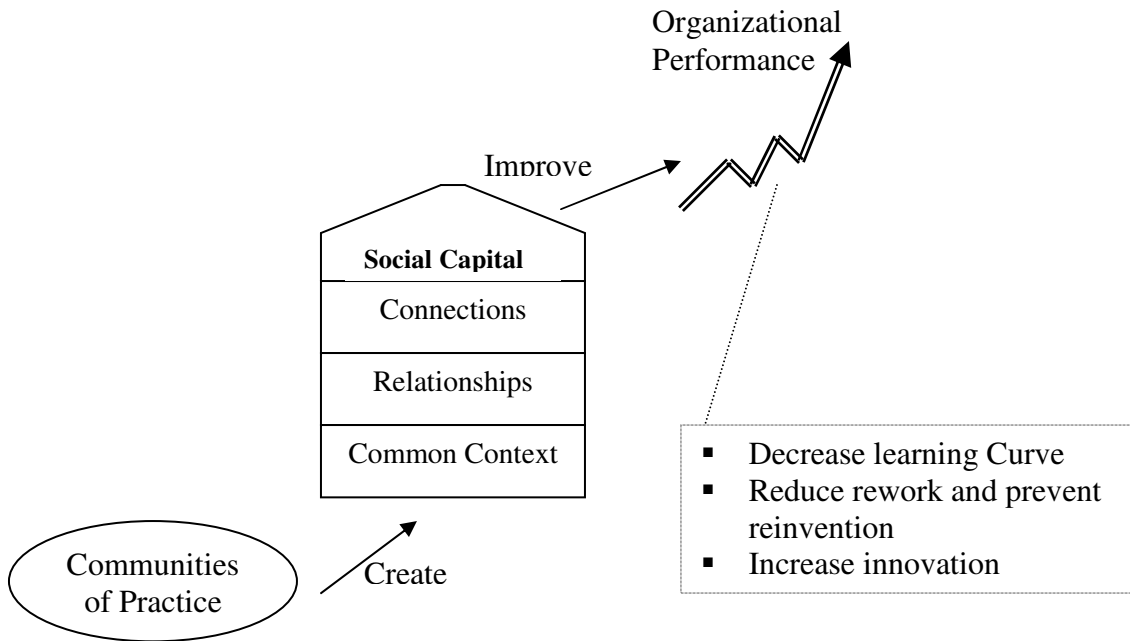 Organizational
Performance
Improve
Social Capital
Connections
Relationships
Common Context
▪ Decrease learning Curve
▪ Reduce rework and prevent
reinvention
▪ Increase innovation
Communities
of Practice
Create